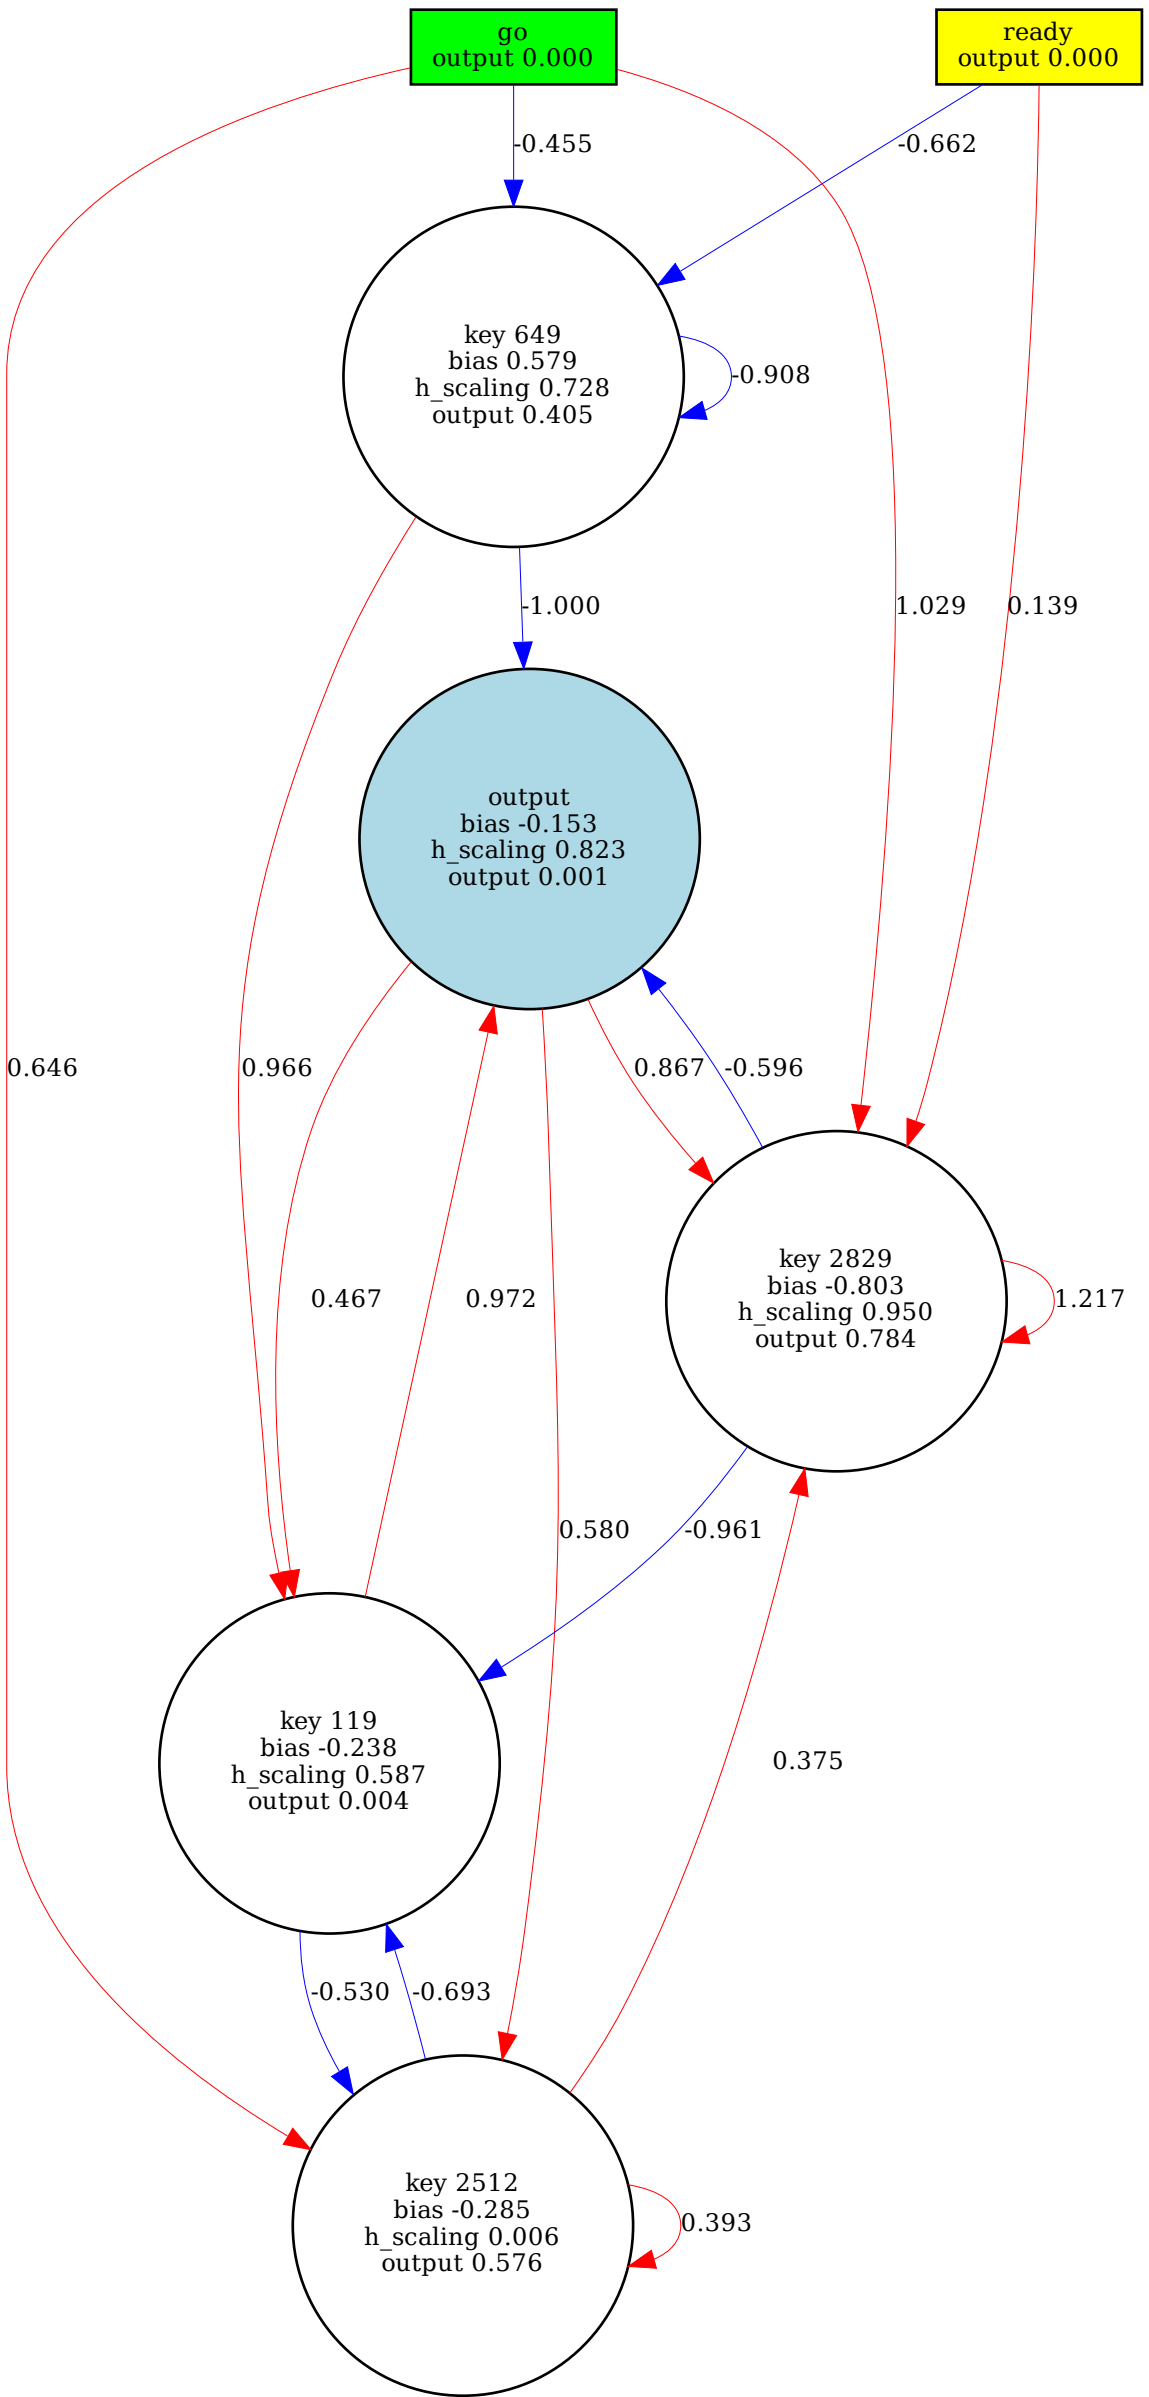 go
output 0.000
ready
output 0.000
-0.455
-0.662
key 649
bias 0.579
h_scaling 0.728
output 0.405
-0.908
-1.000
1.029
0.139
output
bias -0.153
h_scaling 0.823
output 0.001
0.646
0.966
0.867
-0.596
key 2829
bias -0.803
h_scaling 0.950
output 0.784
0.467
0.972
1.217
0.580
-0.961
key 119
bias -0.238
h_scaling 0.587
output 0.004
0.375
-0.530
-0.693
key 2512
bias -0.285
h_scaling 0.006
output 0.576
0.393